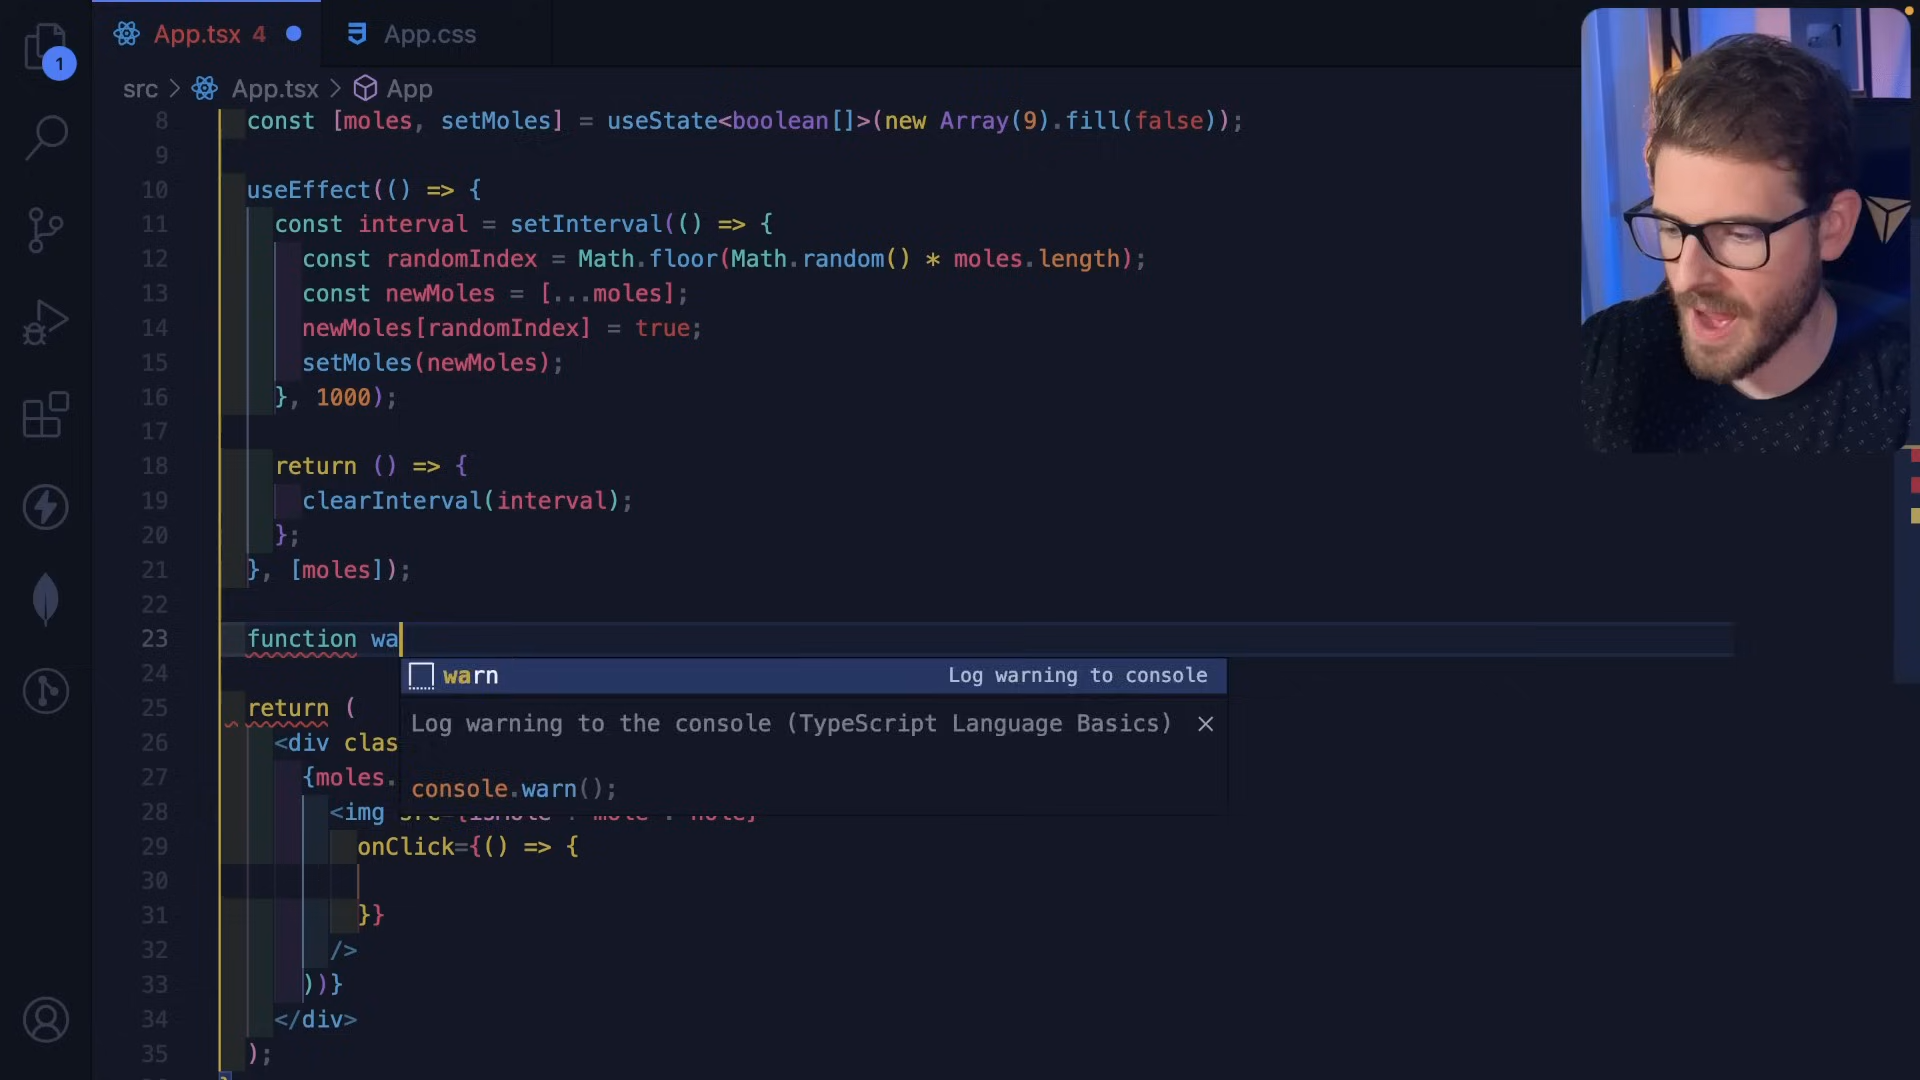 1
App.tsx 4
App.css
src > App.tsx > App
8 const [moles, setMoles] = useState<boolean[]>(new Array(9).fill(false));
9
10 useEffect(() => {
11 const interval = setInterval(() => {
12 const randomIndex = Math.floor(Math.random() * moles.length);
13 const newMoles = [...moles];
14 newMoles[randomIndex] = true;
15 setMoles(newMoles);
16 }, 1000);
17
18 return () => {
19 clearInterval(interval);
20 };
21 }, [moles]);
22
23 function wa
warn Log warning to console
24
Log warning to the console (TypeScript Language Basics)
25 return (
26 <div clas
27 {moles.
console.warn();
28 <img
29 onClick={() => {
30
31 }}
32 />
33 ))}
34 </div>
35 );